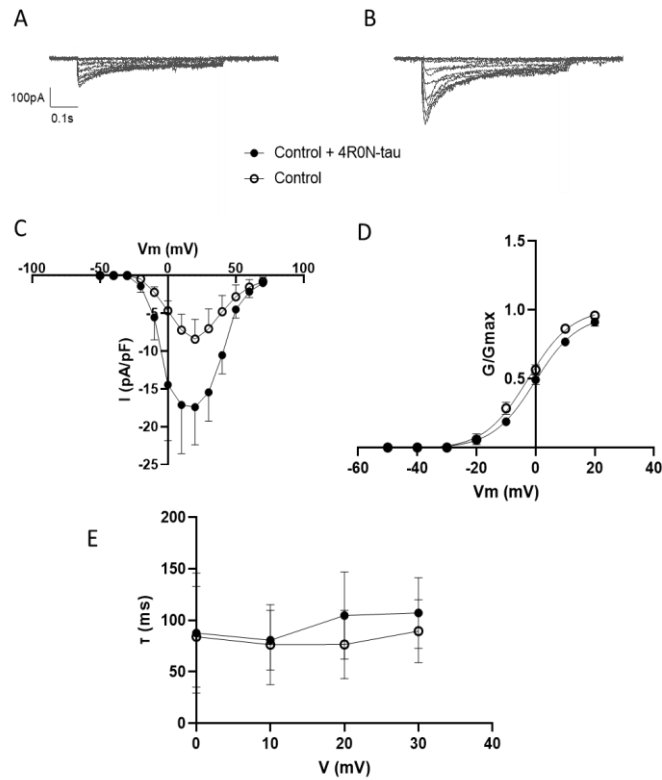 A
B
100pA
0.1s
Control + 4R0N-tau
Control
C
Vm (mV)
-100 -50 0 50 100
-5
-10
-15
-20
-25
I (pA/pF)
D
1.5
1.0
0.5
G/Gmax
-60 -40 -20 0 20 40
Vm (mV)
E
200
150
100
50
0
τ (ms)
0 10 20 30 40
V (mV)